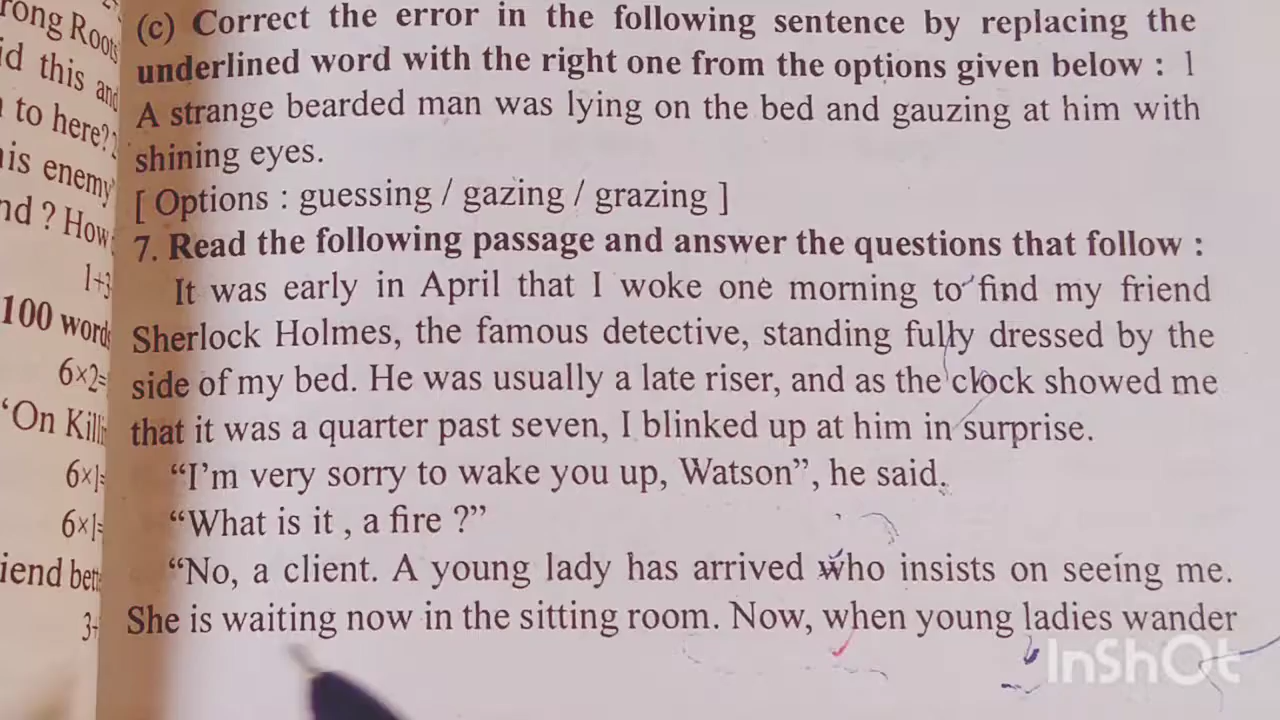 rong Roots
id this and
to here? 2
his enemy'
nd ? How
1+3
100 words
6×2=
'On Killi
6×1=
6×1=
iend bett
3+
(c) Correct the error in the following sentence by replacing the
underlined word with the right one from the options given below : 1
A strange bearded man was lying on the bed and gauzing at him with
shining eyes.
[ Options : guessing / gazing / grazing ]
7. Read the following passage and answer the questions that follow :
It was early in April that I woke one morning to find my friend
Sherlock Holmes, the famous detective, standing fully dressed by the
side of my bed. He was usually a late riser, and as the clock showed me
that it was a quarter past seven, I blinked up at him in surprise.
“I'm very sorry to wake you up, Watson”, he said.
“What is it , a fire ?”
“No, a client. A young lady has arrived who insists on seeing me.
She is waiting now in the sitting room. Now, when young ladies wander
InShOt